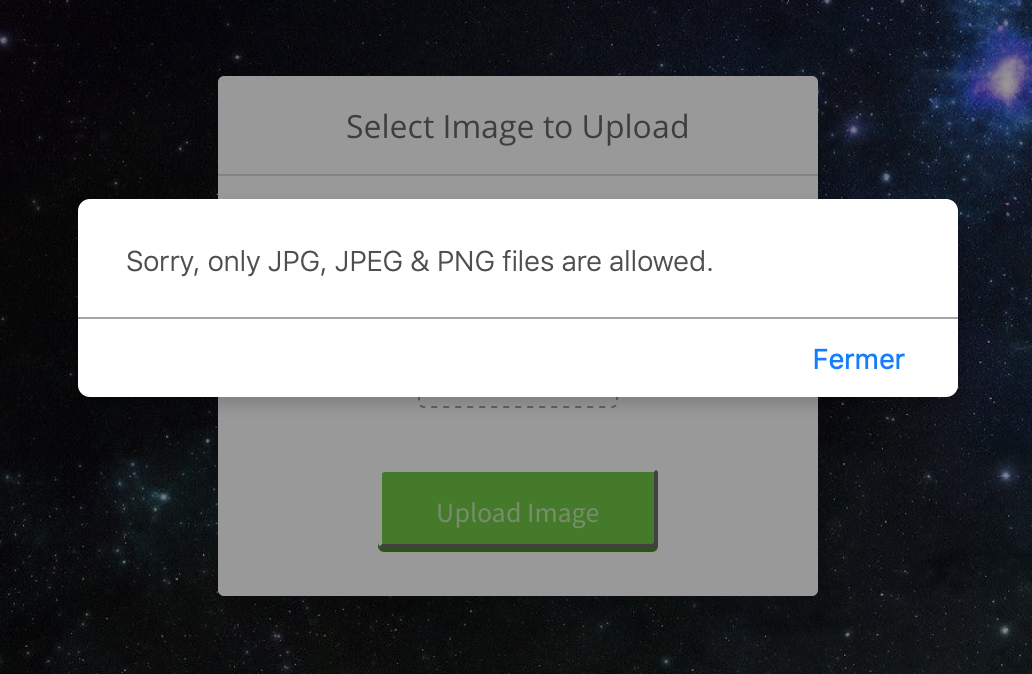 Select Image to Upload
Sorry, only JPG, JPEG & PNG files are allowed.
Fermer
Upload Image